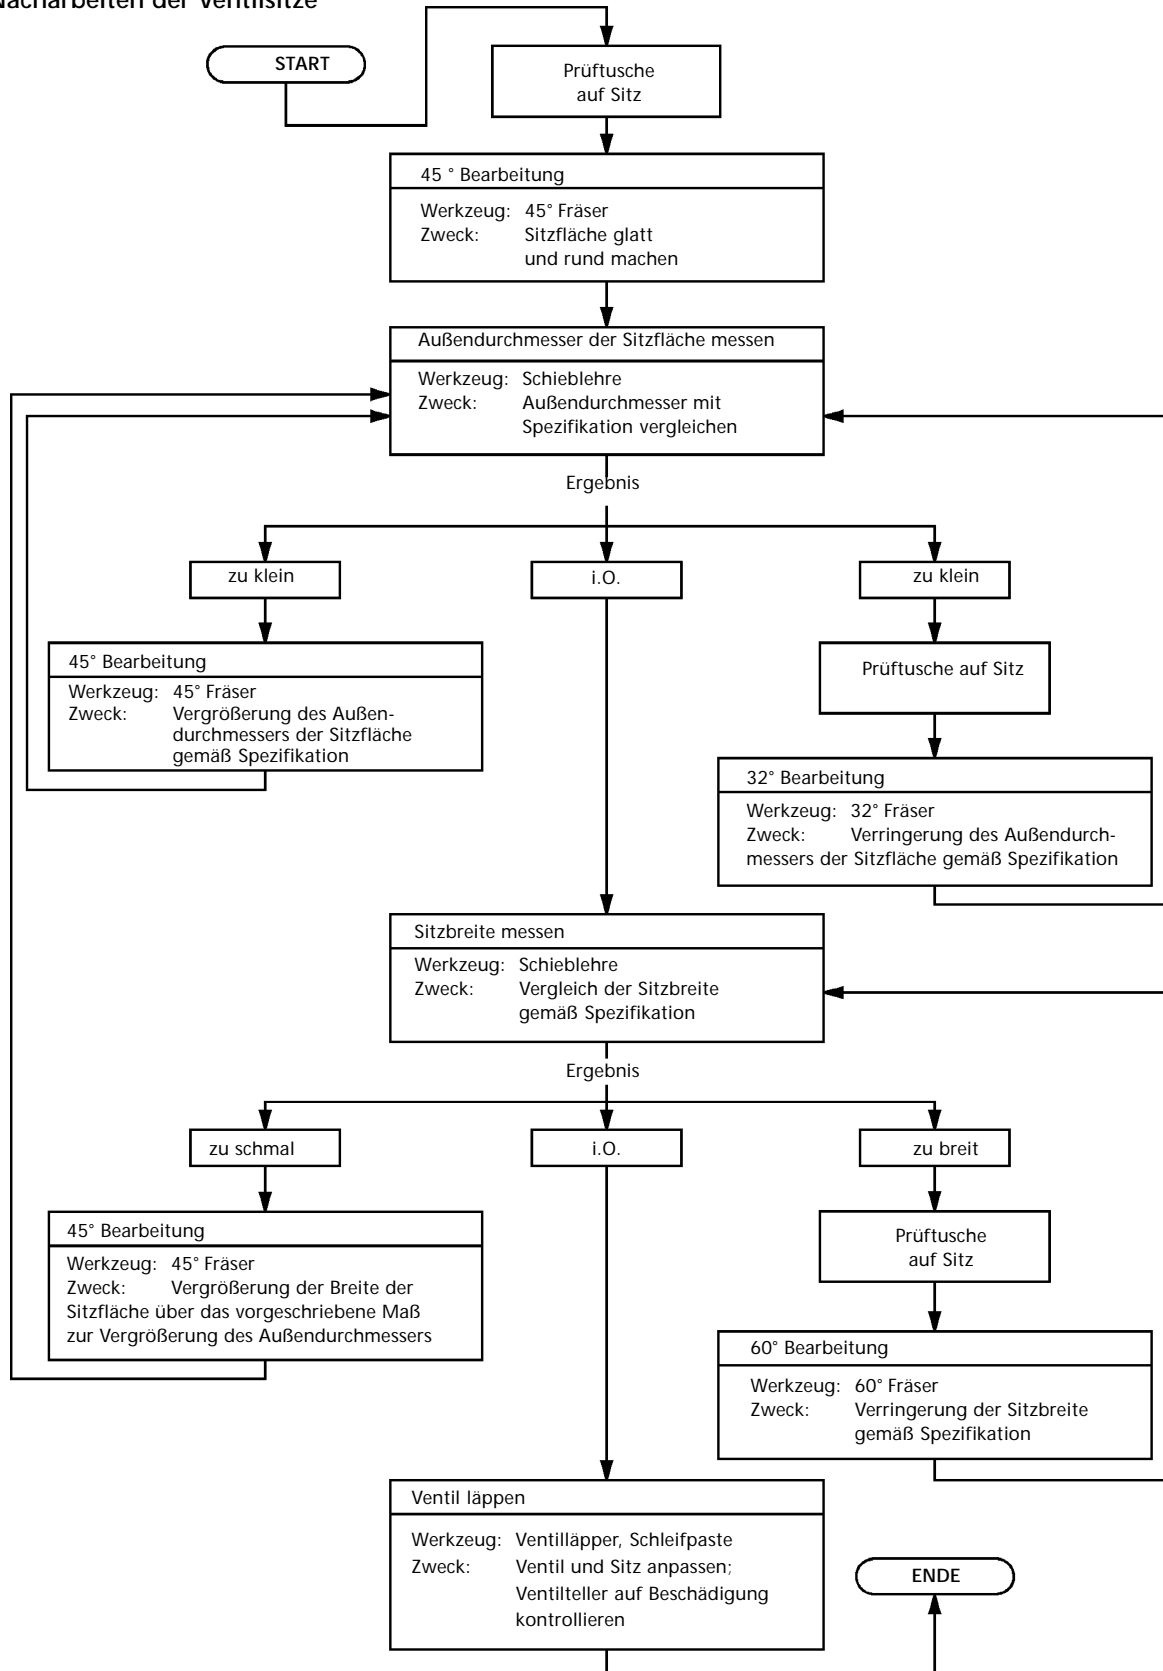 Nacharbeiten der Ventilsitze
START
Prüftusche
auf Sitz
45 ° Bearbeitung
Werkzeug: 45° Fräser
Zweck: Sitzfläche glatt
und rund machen
Außendurchmesser der Sitzfläche messen
Werkzeug: Schieblehre
Zweck: Außendurchmesser mit
Spezifikation vergleichen
Ergebnis
zu klein
i.O.
zu klein
45° Bearbeitung
Werkzeug: 45° Fräser
Zweck: Vergrößerung des Außen-
durchmessers der Sitzfläche
gemäß Spezifikation
Prüftusche auf Sitz
32° Bearbeitung
Werkzeug: 32° Fräser
Zweck: Verringerung des Außendurch-
messers der Sitzfläche gemäß Spezifikation
Sitzbreite messen
Werkzeug: Schieblehre
Zweck: Vergleich der Sitzbreite
gemäß Spezifikation
Ergebnis
zu schmal
i.O.
zu breit
45° Bearbeitung
Werkzeug: 45° Fräser
Zweck: Vergrößerung der Breite der
Sitzfläche über das vorgeschriebene Maß
zur Vergrößerung des Außendurchmessers
Prüftusche
auf Sitz
60° Bearbeitung
Werkzeug: 60° Fräser
Zweck: Verringerung der Sitzbreite
gemäß Spezifikation
Ventil läppen
Werkzeug: Ventilläpper, Schleifpaste
Zweck: Ventil und Sitz anpassen;
Ventilteller auf Beschädigung
kontrollieren
ENDE